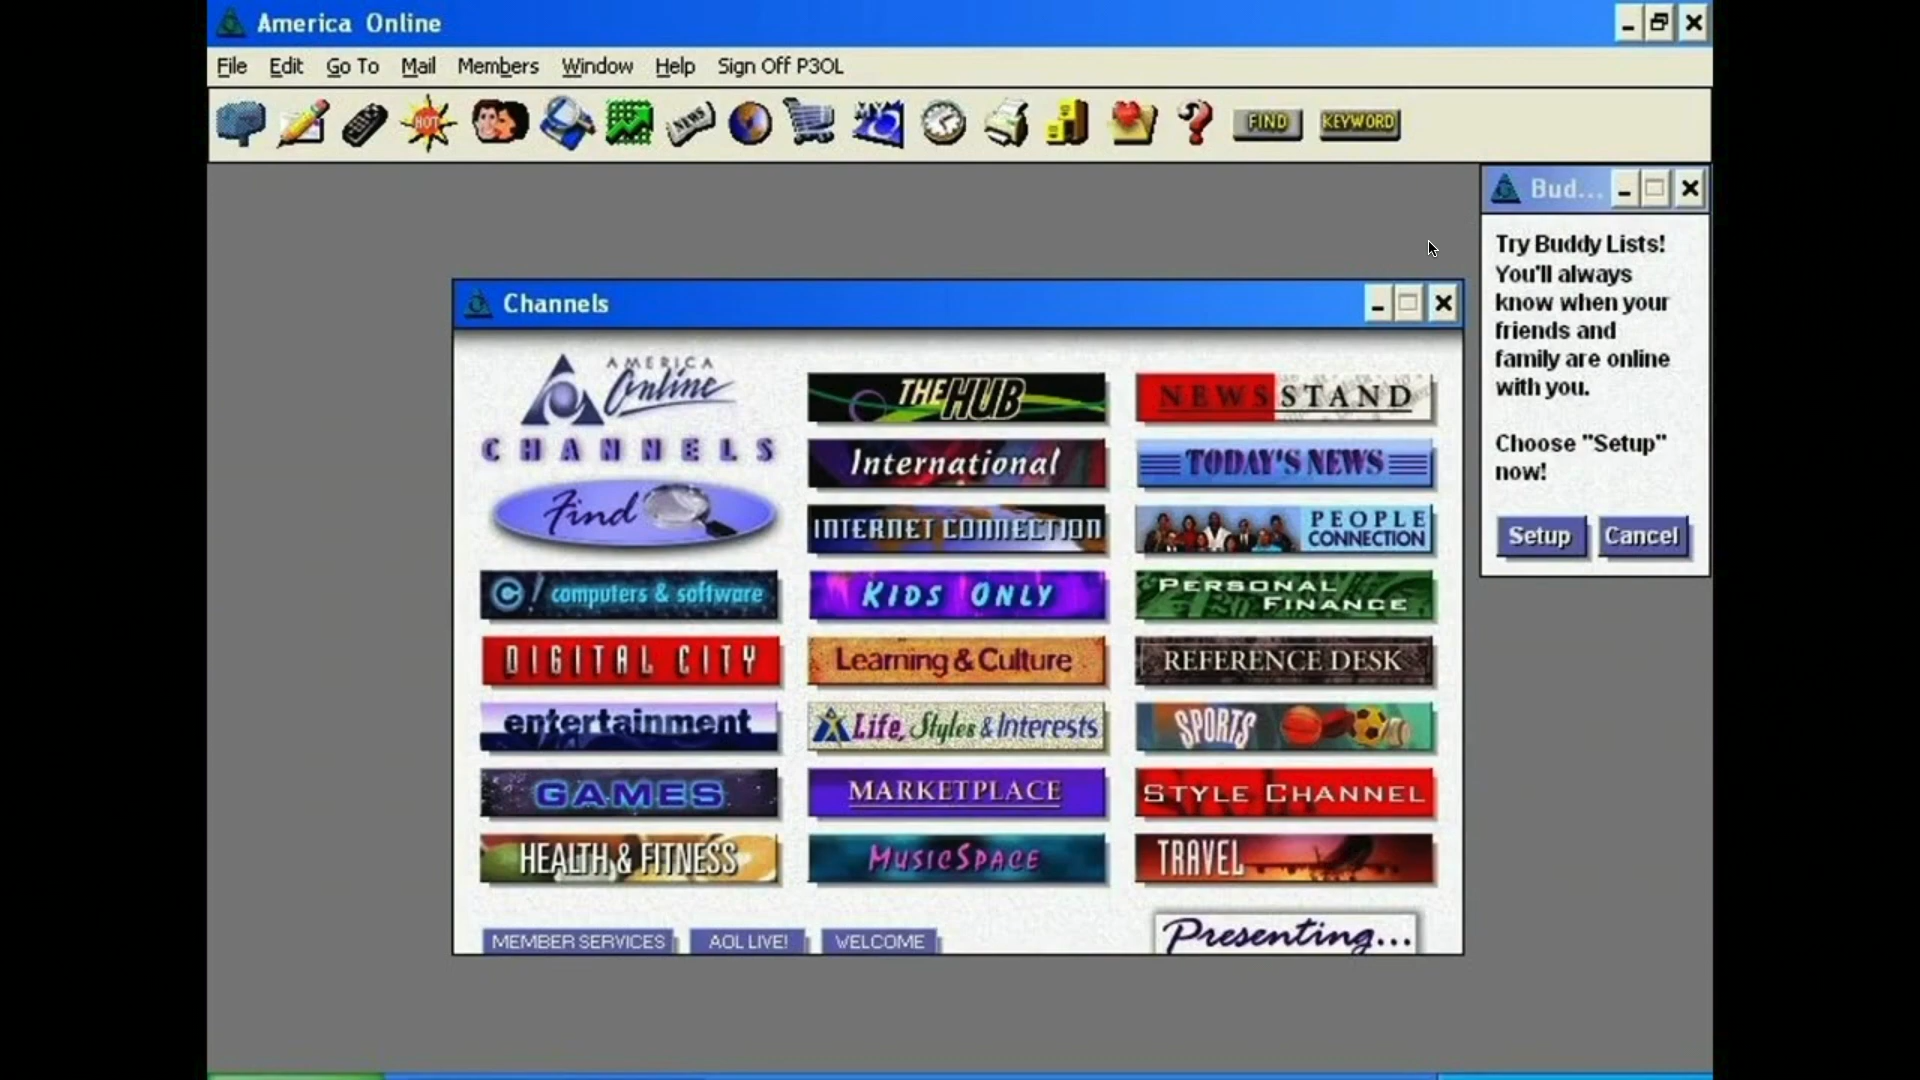 America Online
File Edit Go To Mail Members Window Help Sign Off P3OL
HOT
NEWS
MY
FIND
KEYWORD
Bud...
Try Buddy Lists!
You'll always
know when your
friends and
family are online
with you.
Choose "Setup"
now!
Setup Cancel
Channels
AMERICA
Online
CHANNELS
Find
computers & software
DIGITAL CITY
entertainment
GAMES
HEALTH & FITNESS
THE HUB
International
INTERNET CONNECTION
KIDS ONLY
Learning & Culture
Life, Styles & Interests
MARKETPLACE
MUSICSPACE
NEWSSTAND
TODAY'S NEWS
PEOPLE
CONNECTION
PERSONAL
FINANCE
REFERENCE DESK
SPORTS
STYLE CHANNEL
TRAVEL
MEMBER SERVICES
AOL LIVE!
WELCOME
Presenting...